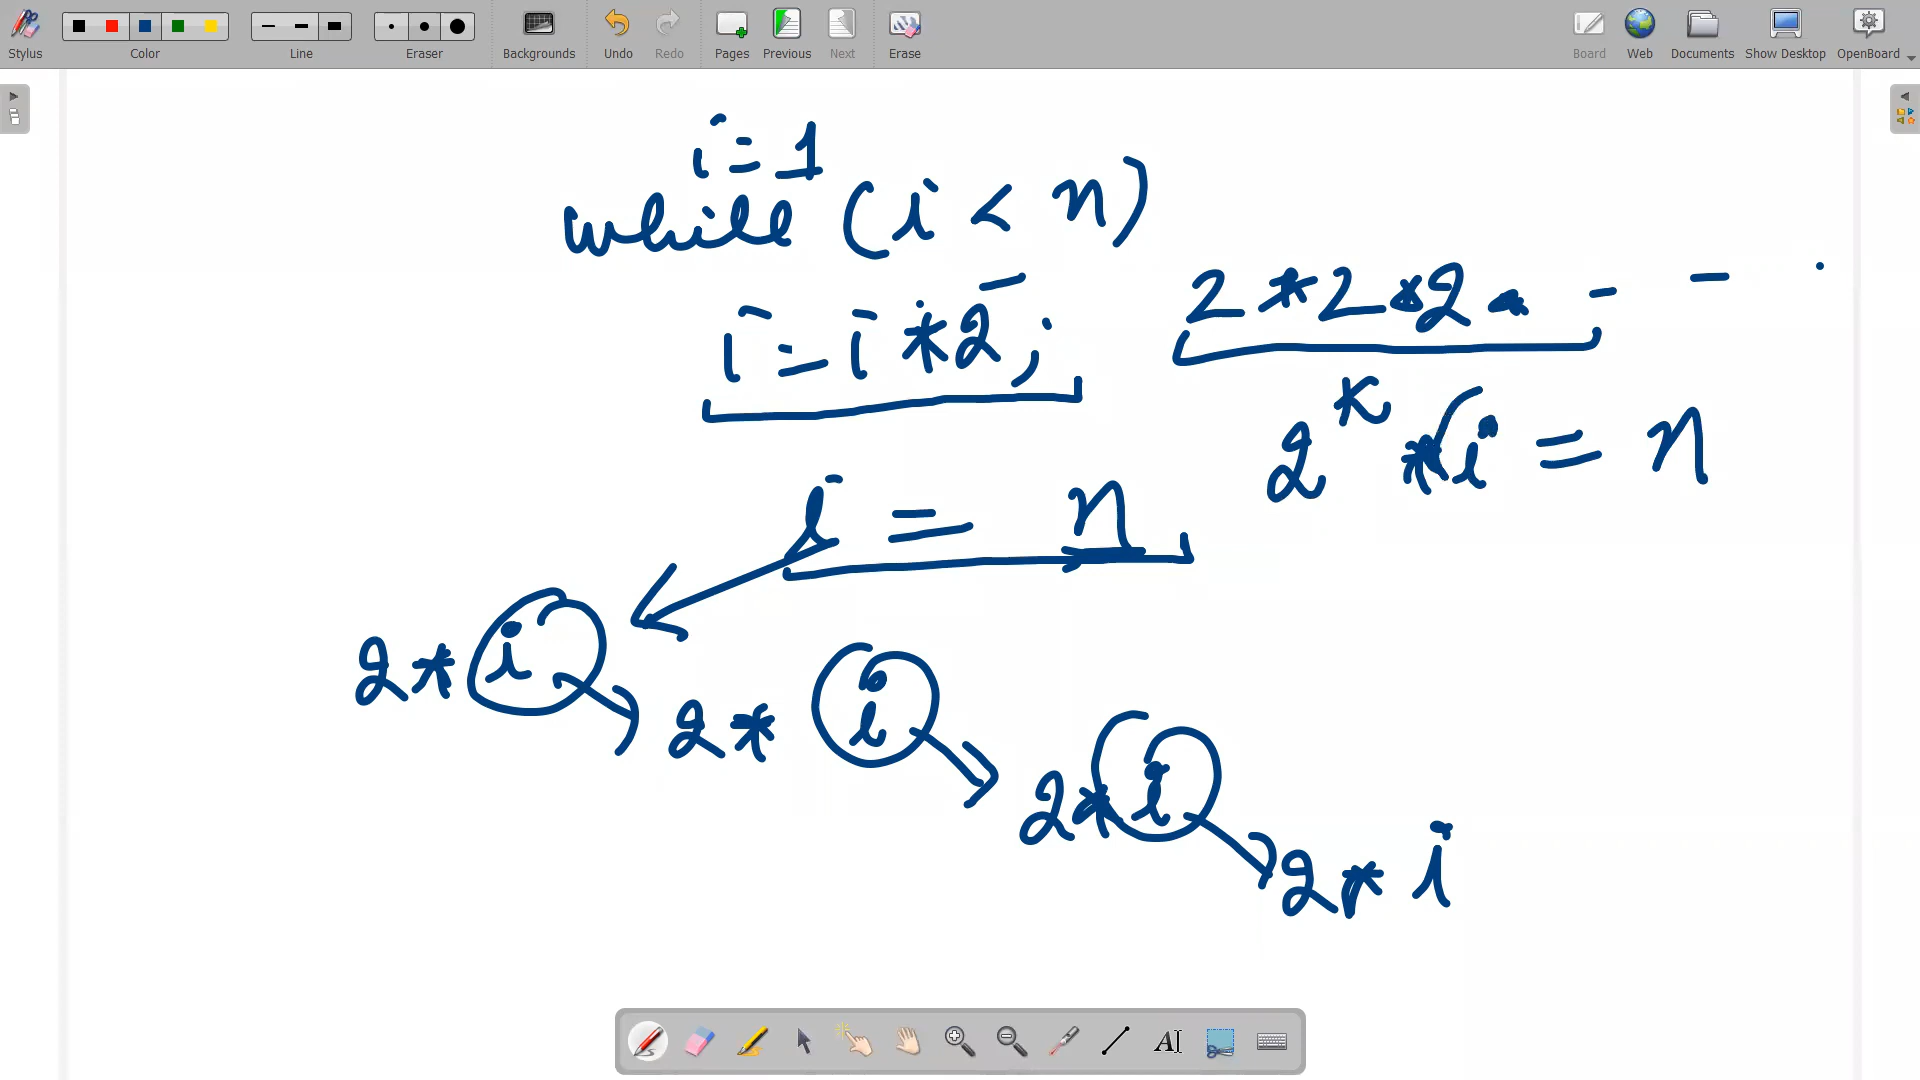 Stylus Color Line Eraser Backgrounds Undo Redo Pages Previous Next Erase Board Web Documents Show Desktop OpenBoard
i = 1
while (i < n)
i = i * 2 ;
2 * 2 * 2 * - - .
2^K * i = n
i = n
2 * i
2 * i
2 * i
2 * i